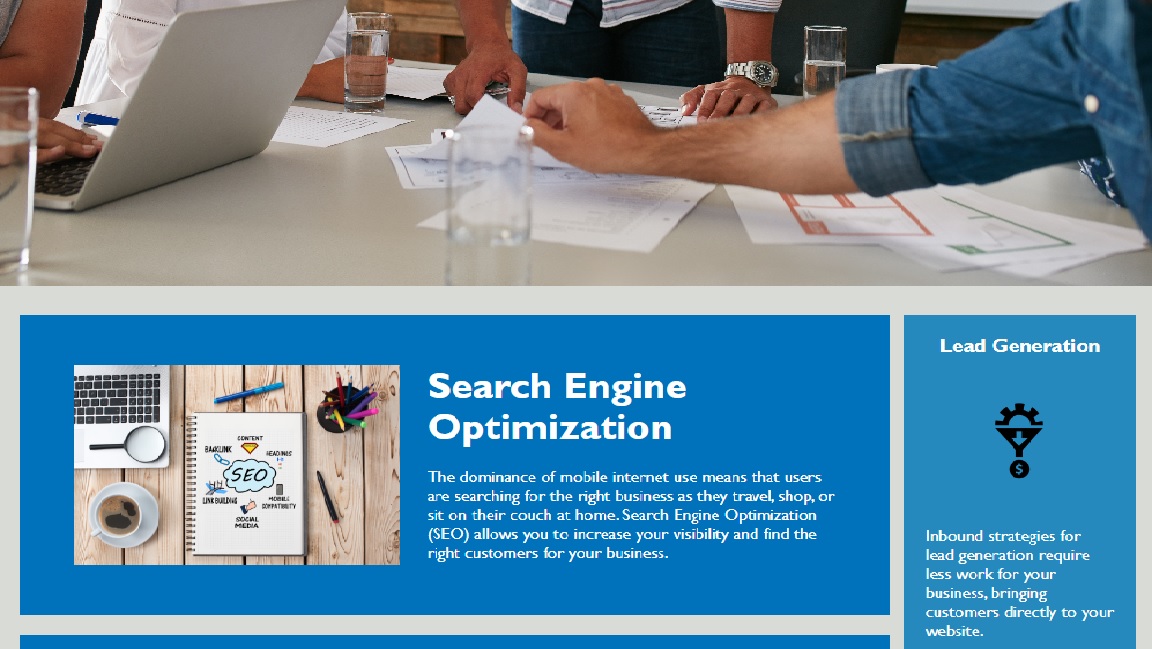 Search Engine
Optimization
The dominance of mobile internet use means that users
are searching for the right business as they travel, shop, or
sit on their couch at home. Search Engine Optimization
(SEO) allows you to increase your visibility and find the
right customers for your business.
CONTENT
BACKLINK
HEADINGS
SEO
LINK BUILDING
MOBILE
COMPATIBILITY
SOCIAL
MEDIA
Lead Generation
$
Inbound strategies for
lead generation require
less work for your
business, bringing
customers directly to your
website.